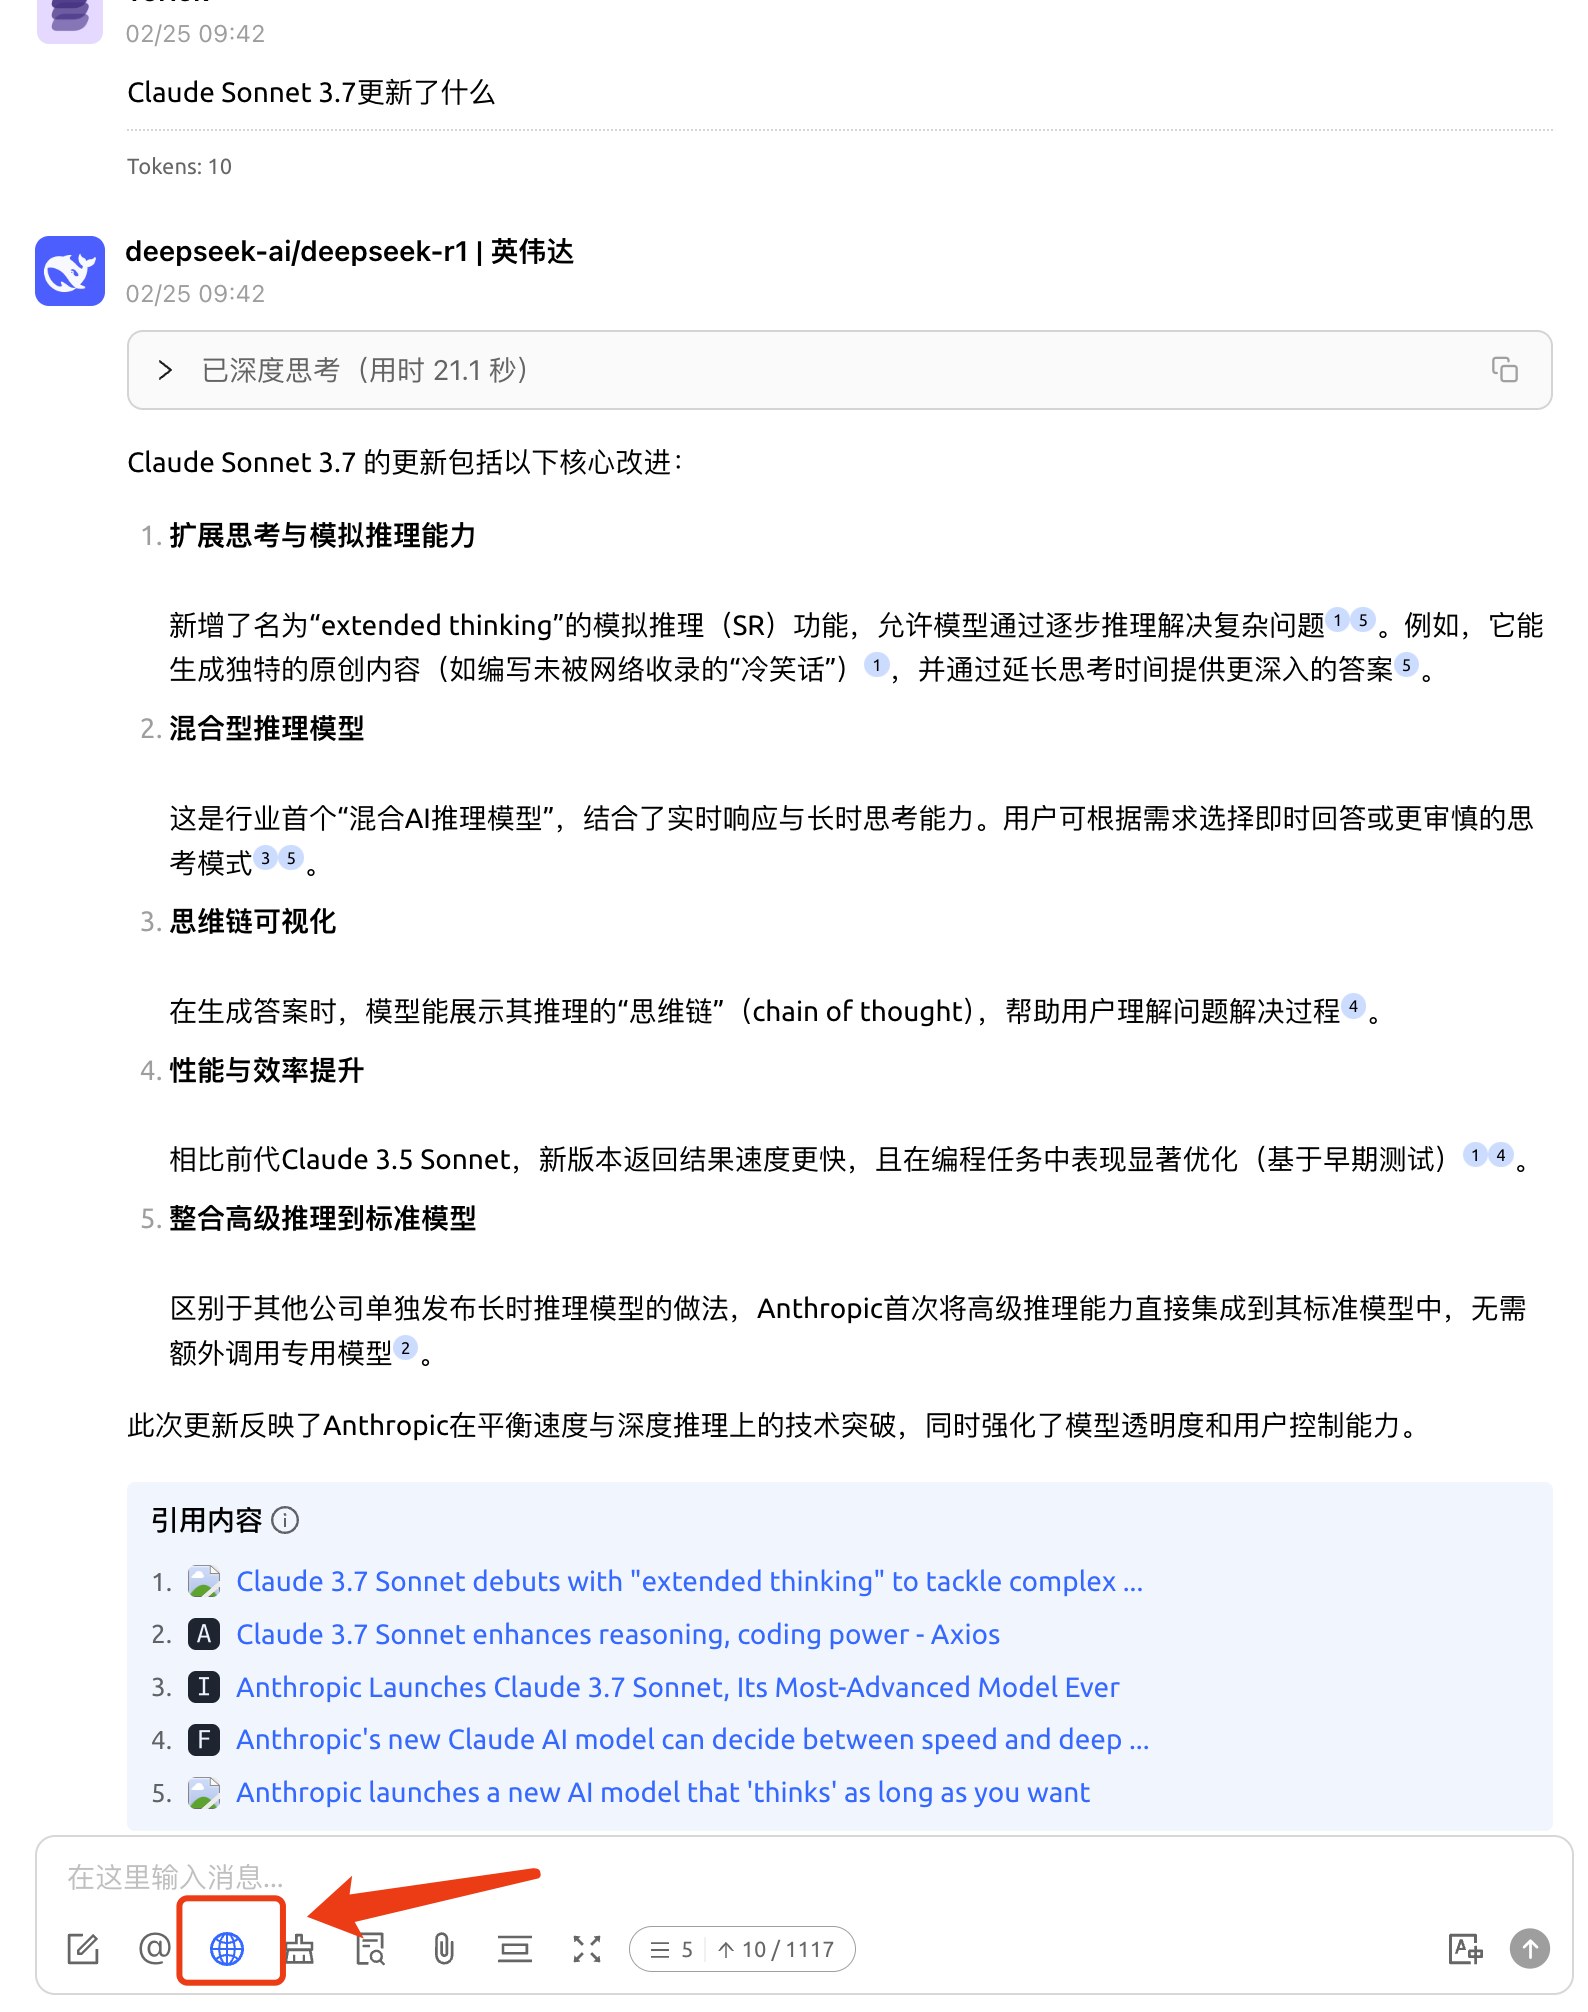 02/25 09:42
Claude Sonnet 3.7更新了什么
Tokens: 10
deepseek-ai/deepseek-r1 | 英伟达
02/25 09:42
已深度思考（用时 21.1 秒）
Claude Sonnet 3.7 的更新包括以下核心改进：
1. 扩展思考与模拟推理能力
新增了名为“extended thinking”的模拟推理（SR）功能，允许模型通过逐步推理解决复杂问题 1 5 。例如，它能
生成独特的原创内容（如编写未被网络收录的“冷笑话”） 1 ，并通过延长思考时间提供更深入的答案 5 。
2. 混合型推理模型
这是行业首个“混合AI推理模型”，结合了实时响应与长时思考能力。用户可根据需求选择即时回答或更审慎的思
考模式 3 5 。
3. 思维链可视化
在生成答案时，模型能展示其推理的“思维链”（chain of thought），帮助用户理解问题解决过程 4 。
4. 性能与效率提升
相比前代Claude 3.5 Sonnet，新版本返回结果速度更快，且在编程任务中表现显著优化（基于早期测试） 1 4 。
5. 整合高级推理到标准模型
区别于其他公司单独发布长时推理模型的做法，Anthropic首次将高级推理能力直接集成到其标准模型中，无需
额外调用专用模型 2 。
此次更新反映了Anthropic在平衡速度与深度推理上的技术突破，同时强化了模型透明度和用户控制能力。
引用内容
1. Claude 3.7 Sonnet debuts with "extended thinking" to tackle complex ...
2. A Claude 3.7 Sonnet enhances reasoning, coding power - Axios
3. I Anthropic Launches Claude 3.7 Sonnet, Its Most-Advanced Model Ever
4. F Anthropic's new Claude AI model can decide between speed and deep ...
5. Anthropic launches a new AI model that 'thinks' as long as you want
在这里输入消息...
5 ↑ 10 / 1117